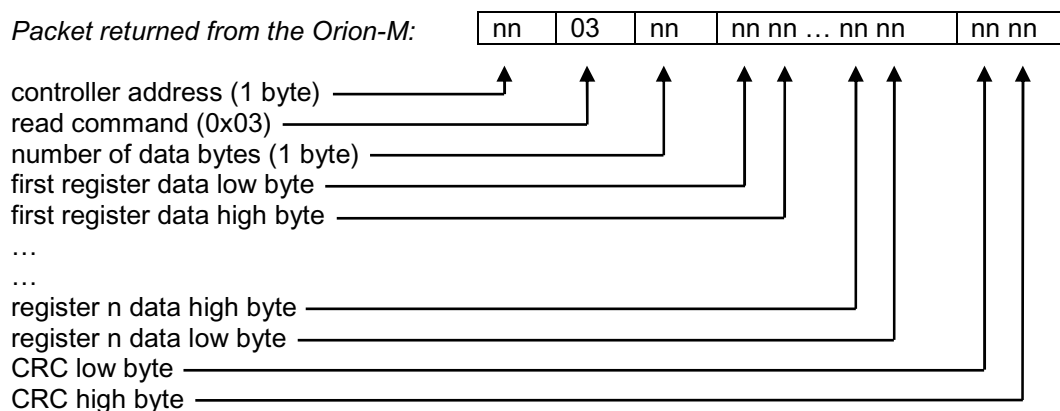 Packet returned from the Orion-M: nn 03 nn nn nn … nn nn nn nn
controller address (1 byte)
read command (0x03)
number of data bytes (1 byte)
first register data low byte
first register data high byte
…
…
register n data high byte
register n data low byte
CRC low byte
CRC high byte